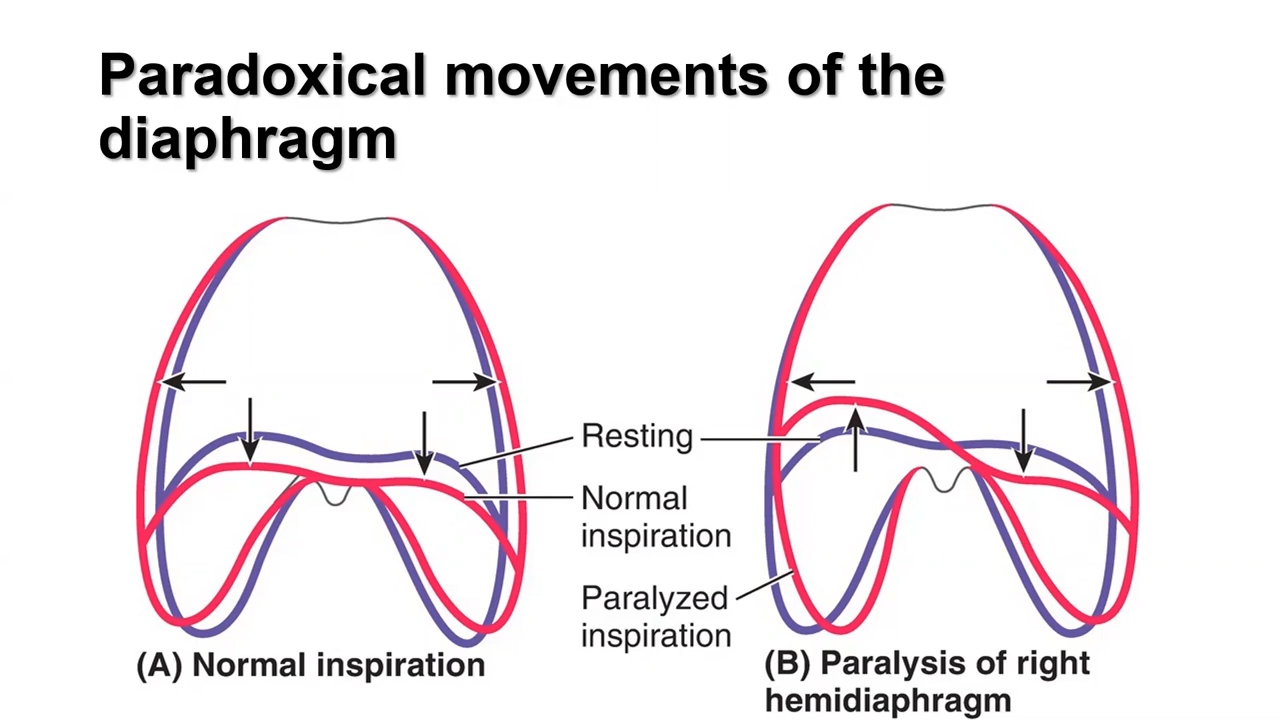 Paradoxical movements of the
diaphragm
Resting
Normal
inspiration
Paralyzed
inspiration
(A) Normal inspiration
(B) Paralysis of right
hemidiaphragm